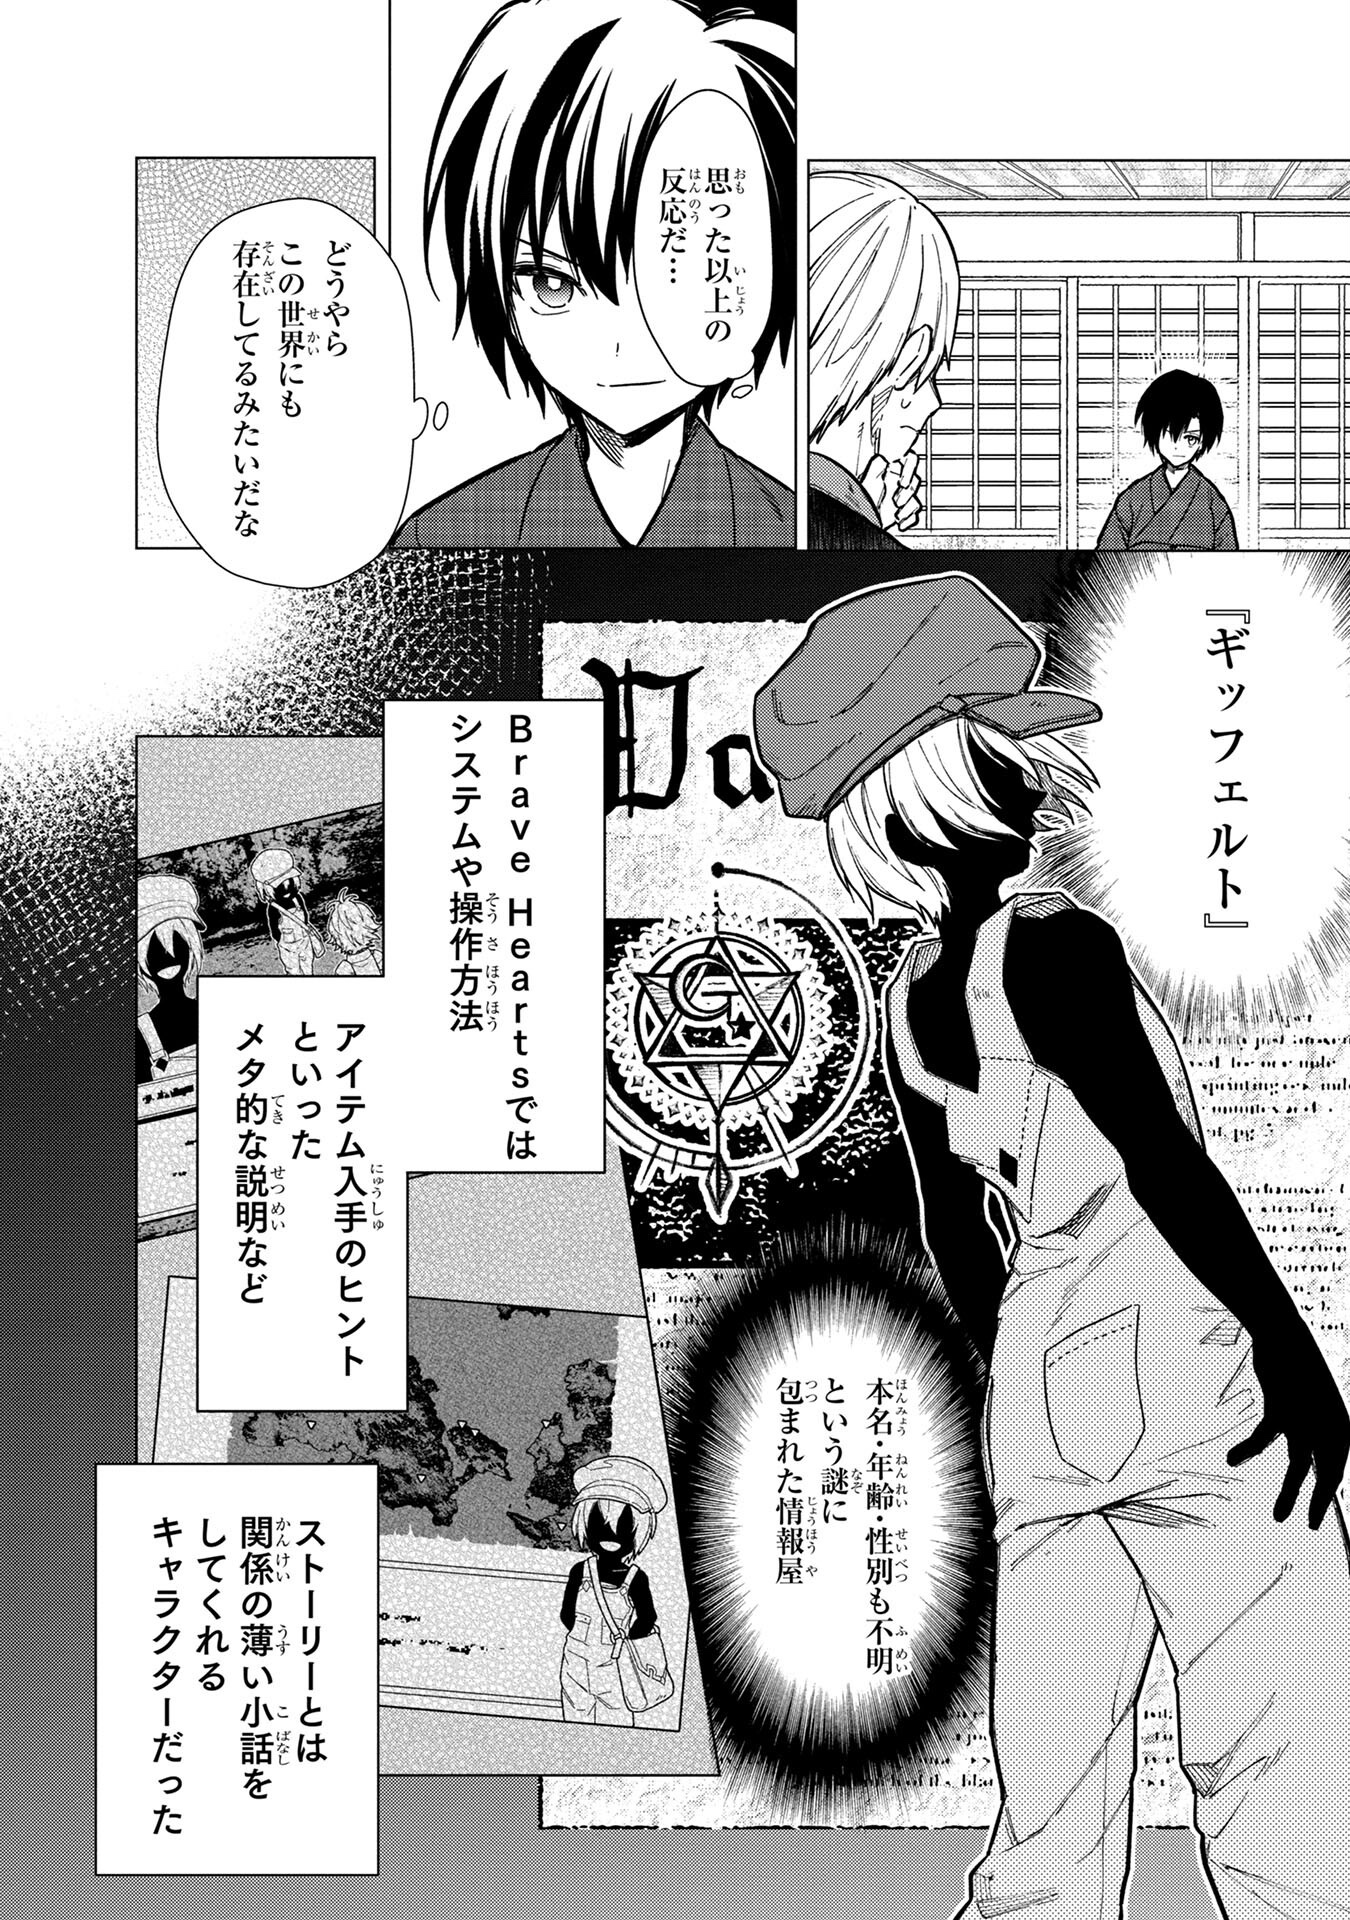 思った以上の
反応だ…
どうやら
この世界にも
存在してるみたいだな
『ギッフェルト』
本名・年齢・性別も不明
という謎に
包まれた情報屋
Brave Heartsでは
システムや操作方法
アイテム入手のヒント
といった
メタ的な説明など
ストーリーとは
関係の薄い小話を
してくれる
キャラクターだった